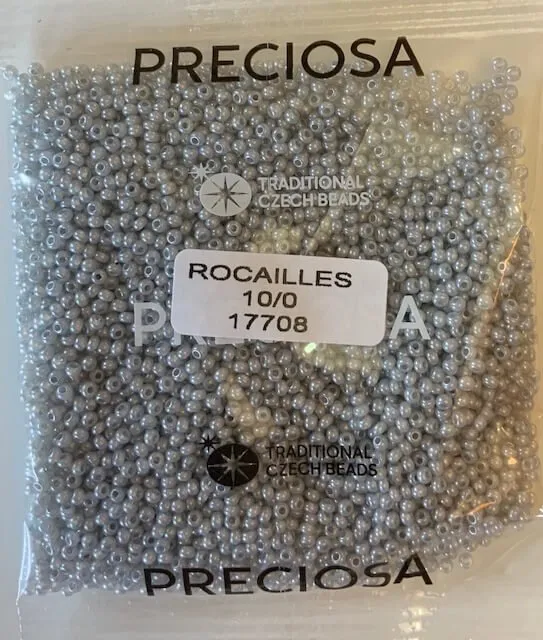 PRECIOSA
TRADITIONAL
CZECH BEADS
ROCAILLES
10/0
17708
P A
TRADITIONAL
CZECH BEADS
PRECIOSA